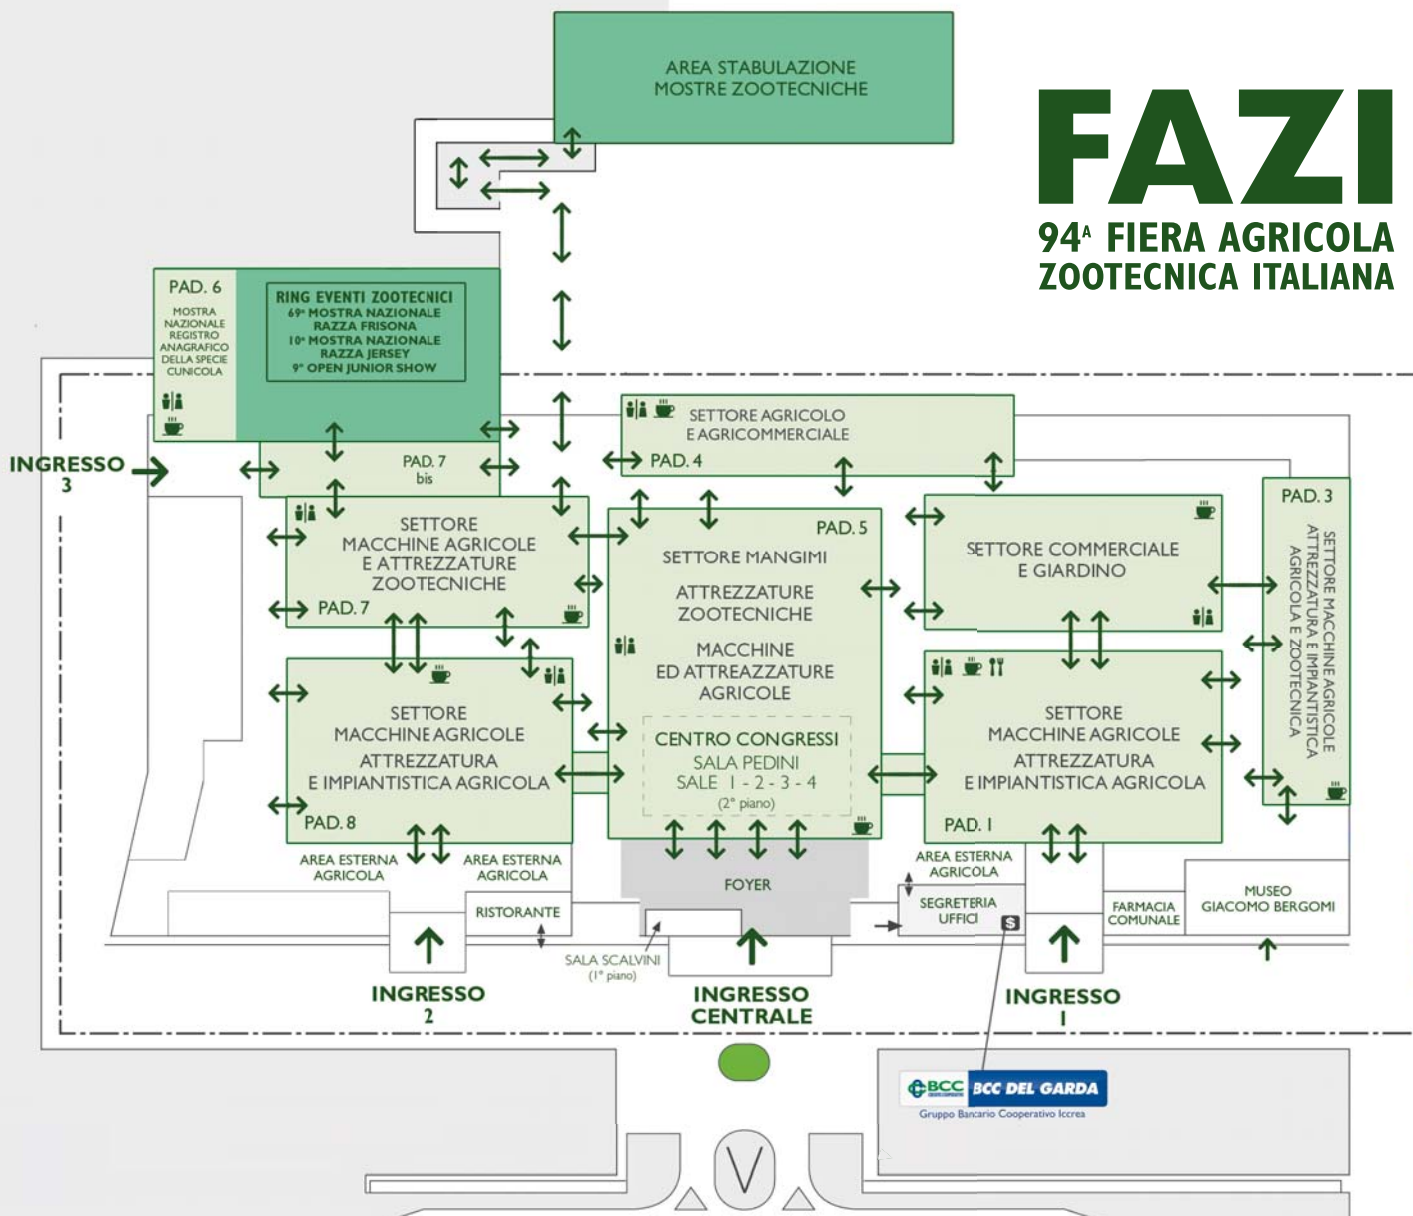 AREA STABULAZIONE
MOSTRE ZOOTECNICHE
FAZI
94ᴬ FIERA AGRICOLA
ZOOTECNICA ITALIANA
PAD. 6
MOSTRA
NAZIONALE
REGISTRO
ANAGRAFICO
DELLA SPECIE
CUNICOLA
RING EVENTI ZOOTECNICI
69ª MOSTRA NAZIONALE
RAZZA FRISONA
10ª MOSTRA NAZIONALE
RAZZA JERSEY
9° OPEN JUNIOR SHOW
INGRESSO
3
PAD. 7
bis
SETTORE AGRICOLO
E AGRICOMMERCIALE
PAD. 4
SETTORE
MACCHINE AGRICOLE
E ATTREZZATURE
ZOOTECNICHE
PAD. 7
PAD. 5
SETTORE MANGIMI
ATTREZZATURE
ZOOTECNICHE
MACCHINE
ED ATTREAZZATURE
AGRICOLE
CENTRO CONGRESSI
SALA PEDINI
SALE 1 - 2 - 3 - 4
(2° piano)
SETTORE COMMERCIALE
E GIARDINO
PAD. 3
SETTORE MACCHINE AGRICOLE
ATTREZZATURA E IMPIANTISTICA
AGRICOLA E ZOOTECNICA
SETTORE
MACCHINE AGRICOLE
ATTREZZATURA
E IMPIANTISTICA AGRICOLA
PAD. 8
SETTORE
MACCHINE AGRICOLE
ATTREZZATURA
E IMPIANTISTICA AGRICOLA
PAD. 1
AREA ESTERNA
AGRICOLA
AREA ESTERNA
AGRICOLA
RISTORANTE
FOYER
SALA SCALVINI
(1° piano)
AREA ESTERNA
AGRICOLA
SEGRETERIA
UFFICI
$
FARMACIA
COMUNALE
MUSEO
GIACOMO BERGOMI
INGRESSO
2
INGRESSO
CENTRALE
INGRESSO
1
BCC
BCC DEL GARDA
Gruppo Bancario Cooperativo Iccrea